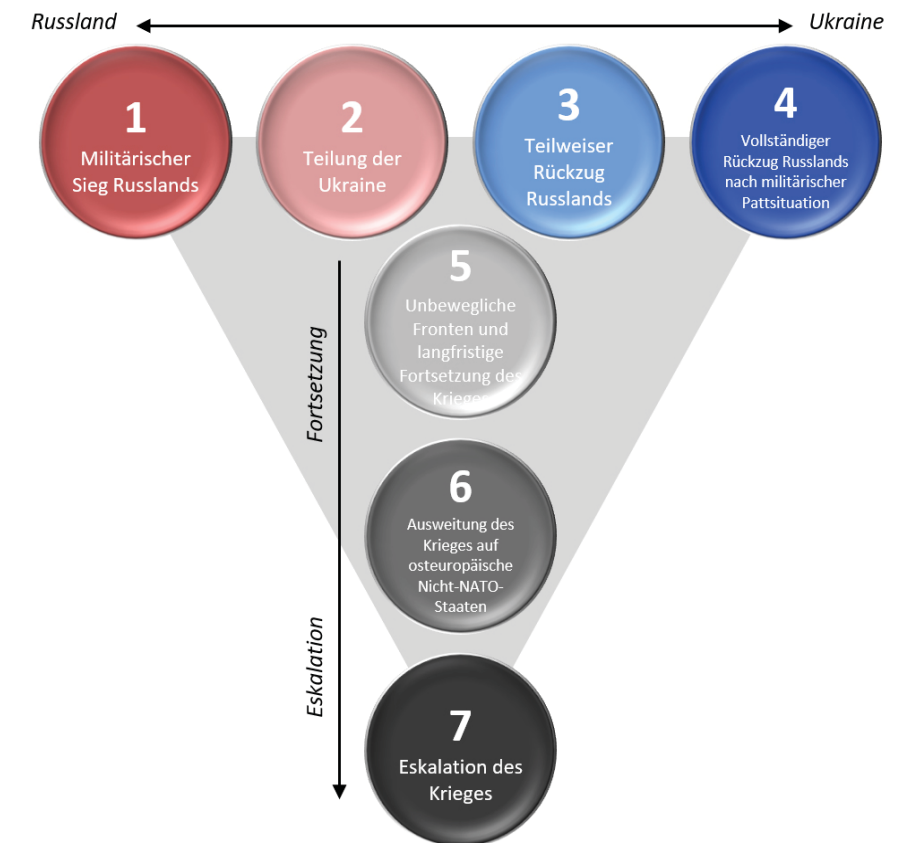 Russland
Ukraine
1
Militärischer
Sieg Russlands
2
Teilung der
Ukraine
3
Teilweiser
Rückzug
Russlands
4
Vollständiger
Rückzug Russlands
nach militärischer
Pattsituation
5
Unbewegliche
Fronten und
langfristige
Fortsetzung des
Krieges
Fortsetzung
6
Ausweitung des
Krieges auf
osteuropäische
Nicht-NATO-
Staaten
Eskalation
7
Eskalation des
Krieges